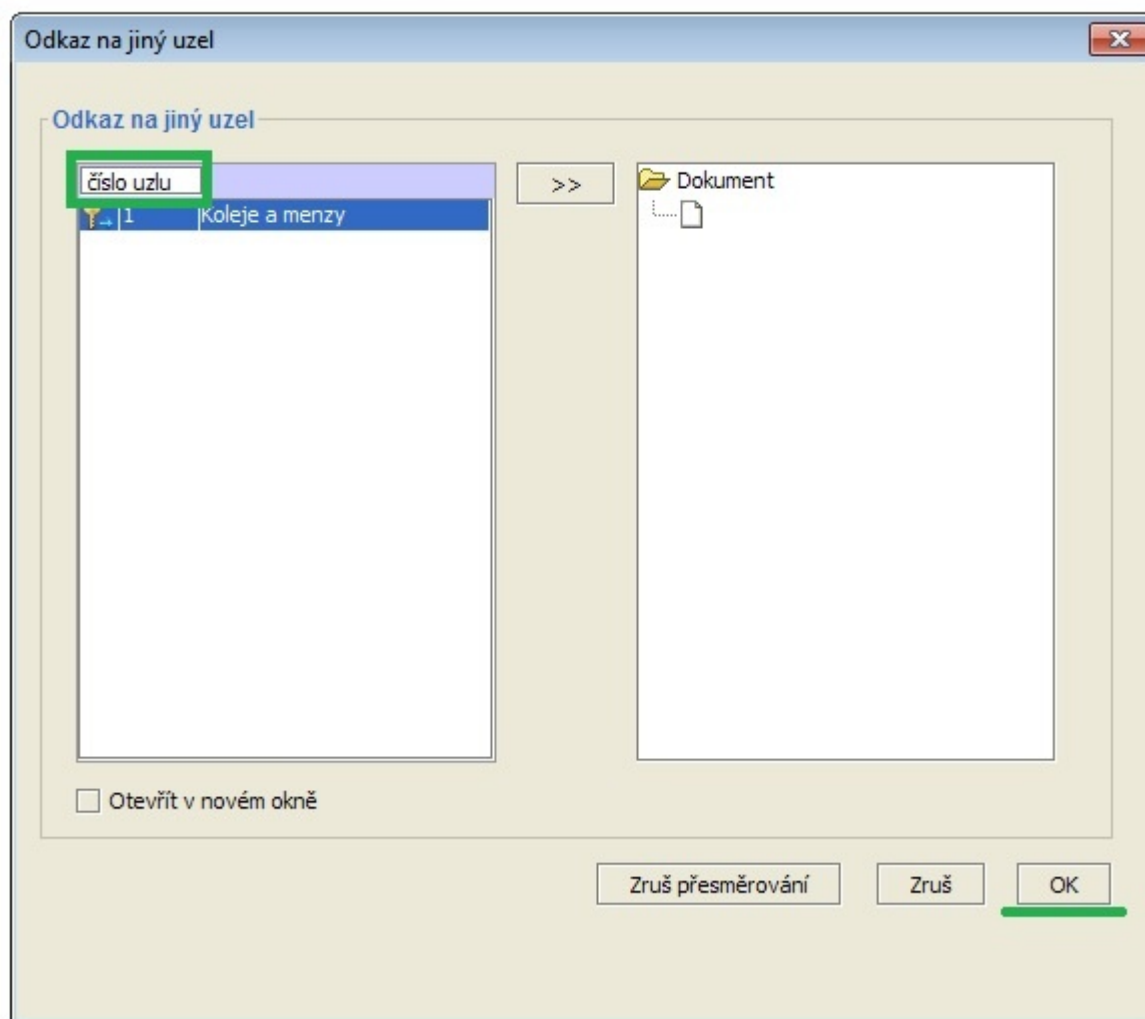 Odkaz na jiný uzel
Odkaz na jiný uzel
číslo uzlu
>>
Dokument
1 Koleje a menzy
Otevřít v novém okně
Zruš přesměrování
Zruš
OK